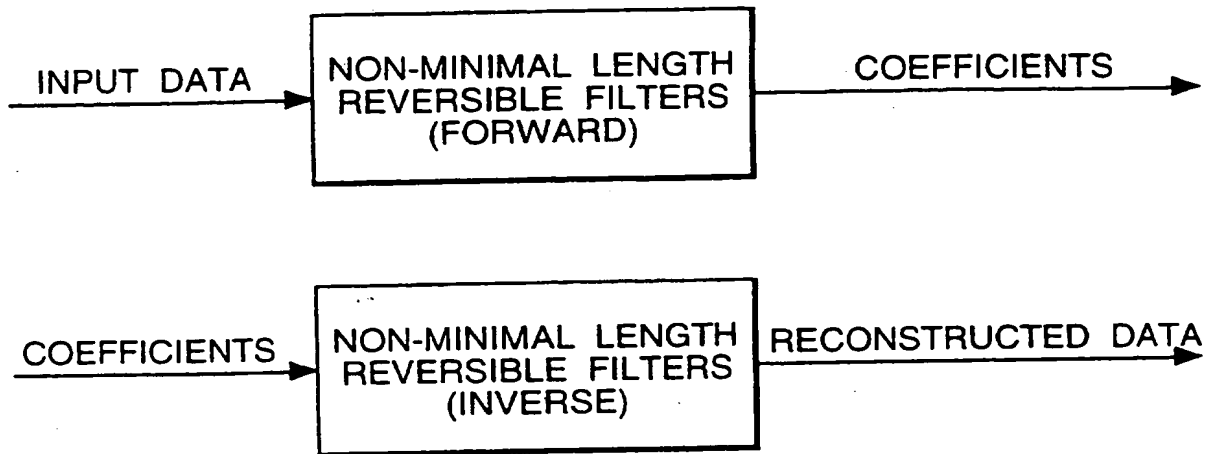 INPUT DATA
NON-MINIMAL LENGTH
REVERSIBLE FILTERS
(FORWARD)
COEFFICIENTS
COEFFICIENTS
NON-MINIMAL LENGTH
REVERSIBLE FILTERS
(INVERSE)
RECONSTRUCTED DATA